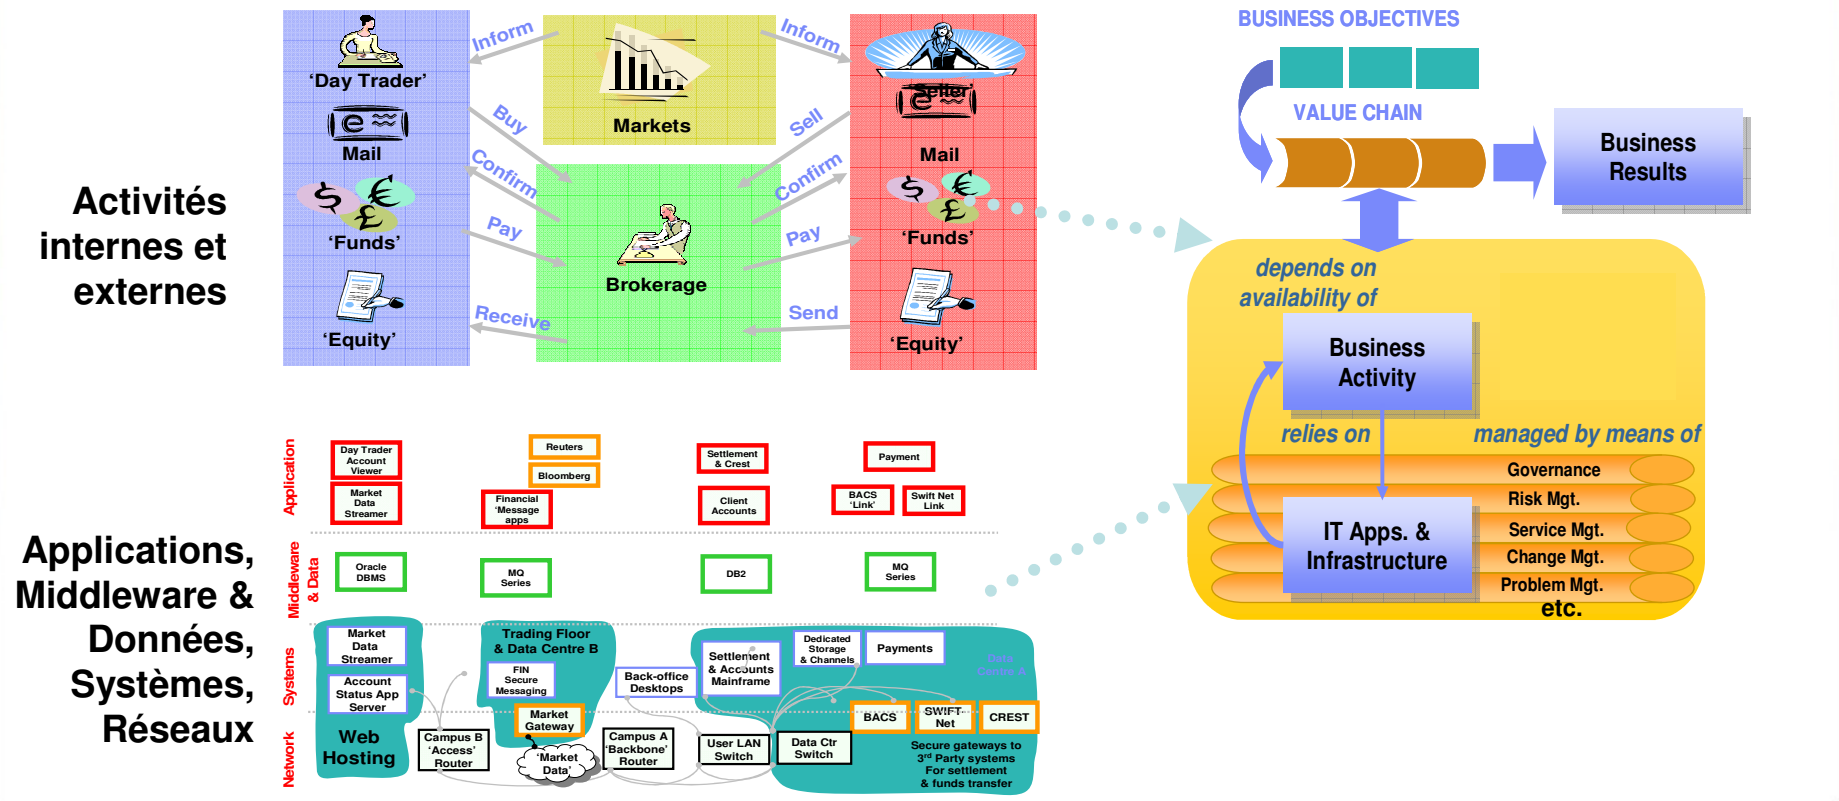 Activités
internes et
externes
'Day Trader'
Mail
'Funds'
'Equity'
Inform
Buy
Confirm
Pay
Receive
Markets
Brokerage
Inform
Sell
Confirm
Pay
Send
'Seller'
Mail
'Funds'
'Equity'
BUSINESS OBJECTIVES
VALUE CHAIN
Business
Results
depends on
availability of
Business
Activity
relies on
managed by means of
IT Apps. &
Infrastructure
Governance
Risk Mgt.
Service Mgt.
Change Mgt.
Problem Mgt.
etc.
Applications,
Middleware &
Données,
Systèmes,
Réseaux
Application
Day Trader
Account
Viewer
Market
Data
Streamer
Reuters
Bloomberg
Financial
'Message
apps
Settlement
& Crest
Client
Accounts
Payment
BACS
'Link'
Swift Net
Link
Middleware
& Data
Oracle
DBMS
MQ
Series
DB2
MQ
Series
Systems
Market
Data
Streamer
Account
Status App
Server
Trading Floor
& Data Centre B
FIN
Secure
Messaging
Back-office
Desktops
Settlement
& Accounts
Mainframe
Dedicated
Storage
& Channels
Payments
Data
Centre A
Network
Web
Hosting
Campus B
'Access'
Router
Market
Gateway
'Market
Data'
Campus A
'Backbone'
Router
User LAN
Switch
Data Ctr
Switch
BACS
SWIFT
Net
CREST
Secure gateways to
3rd Party systems
For settlement
& funds transfer